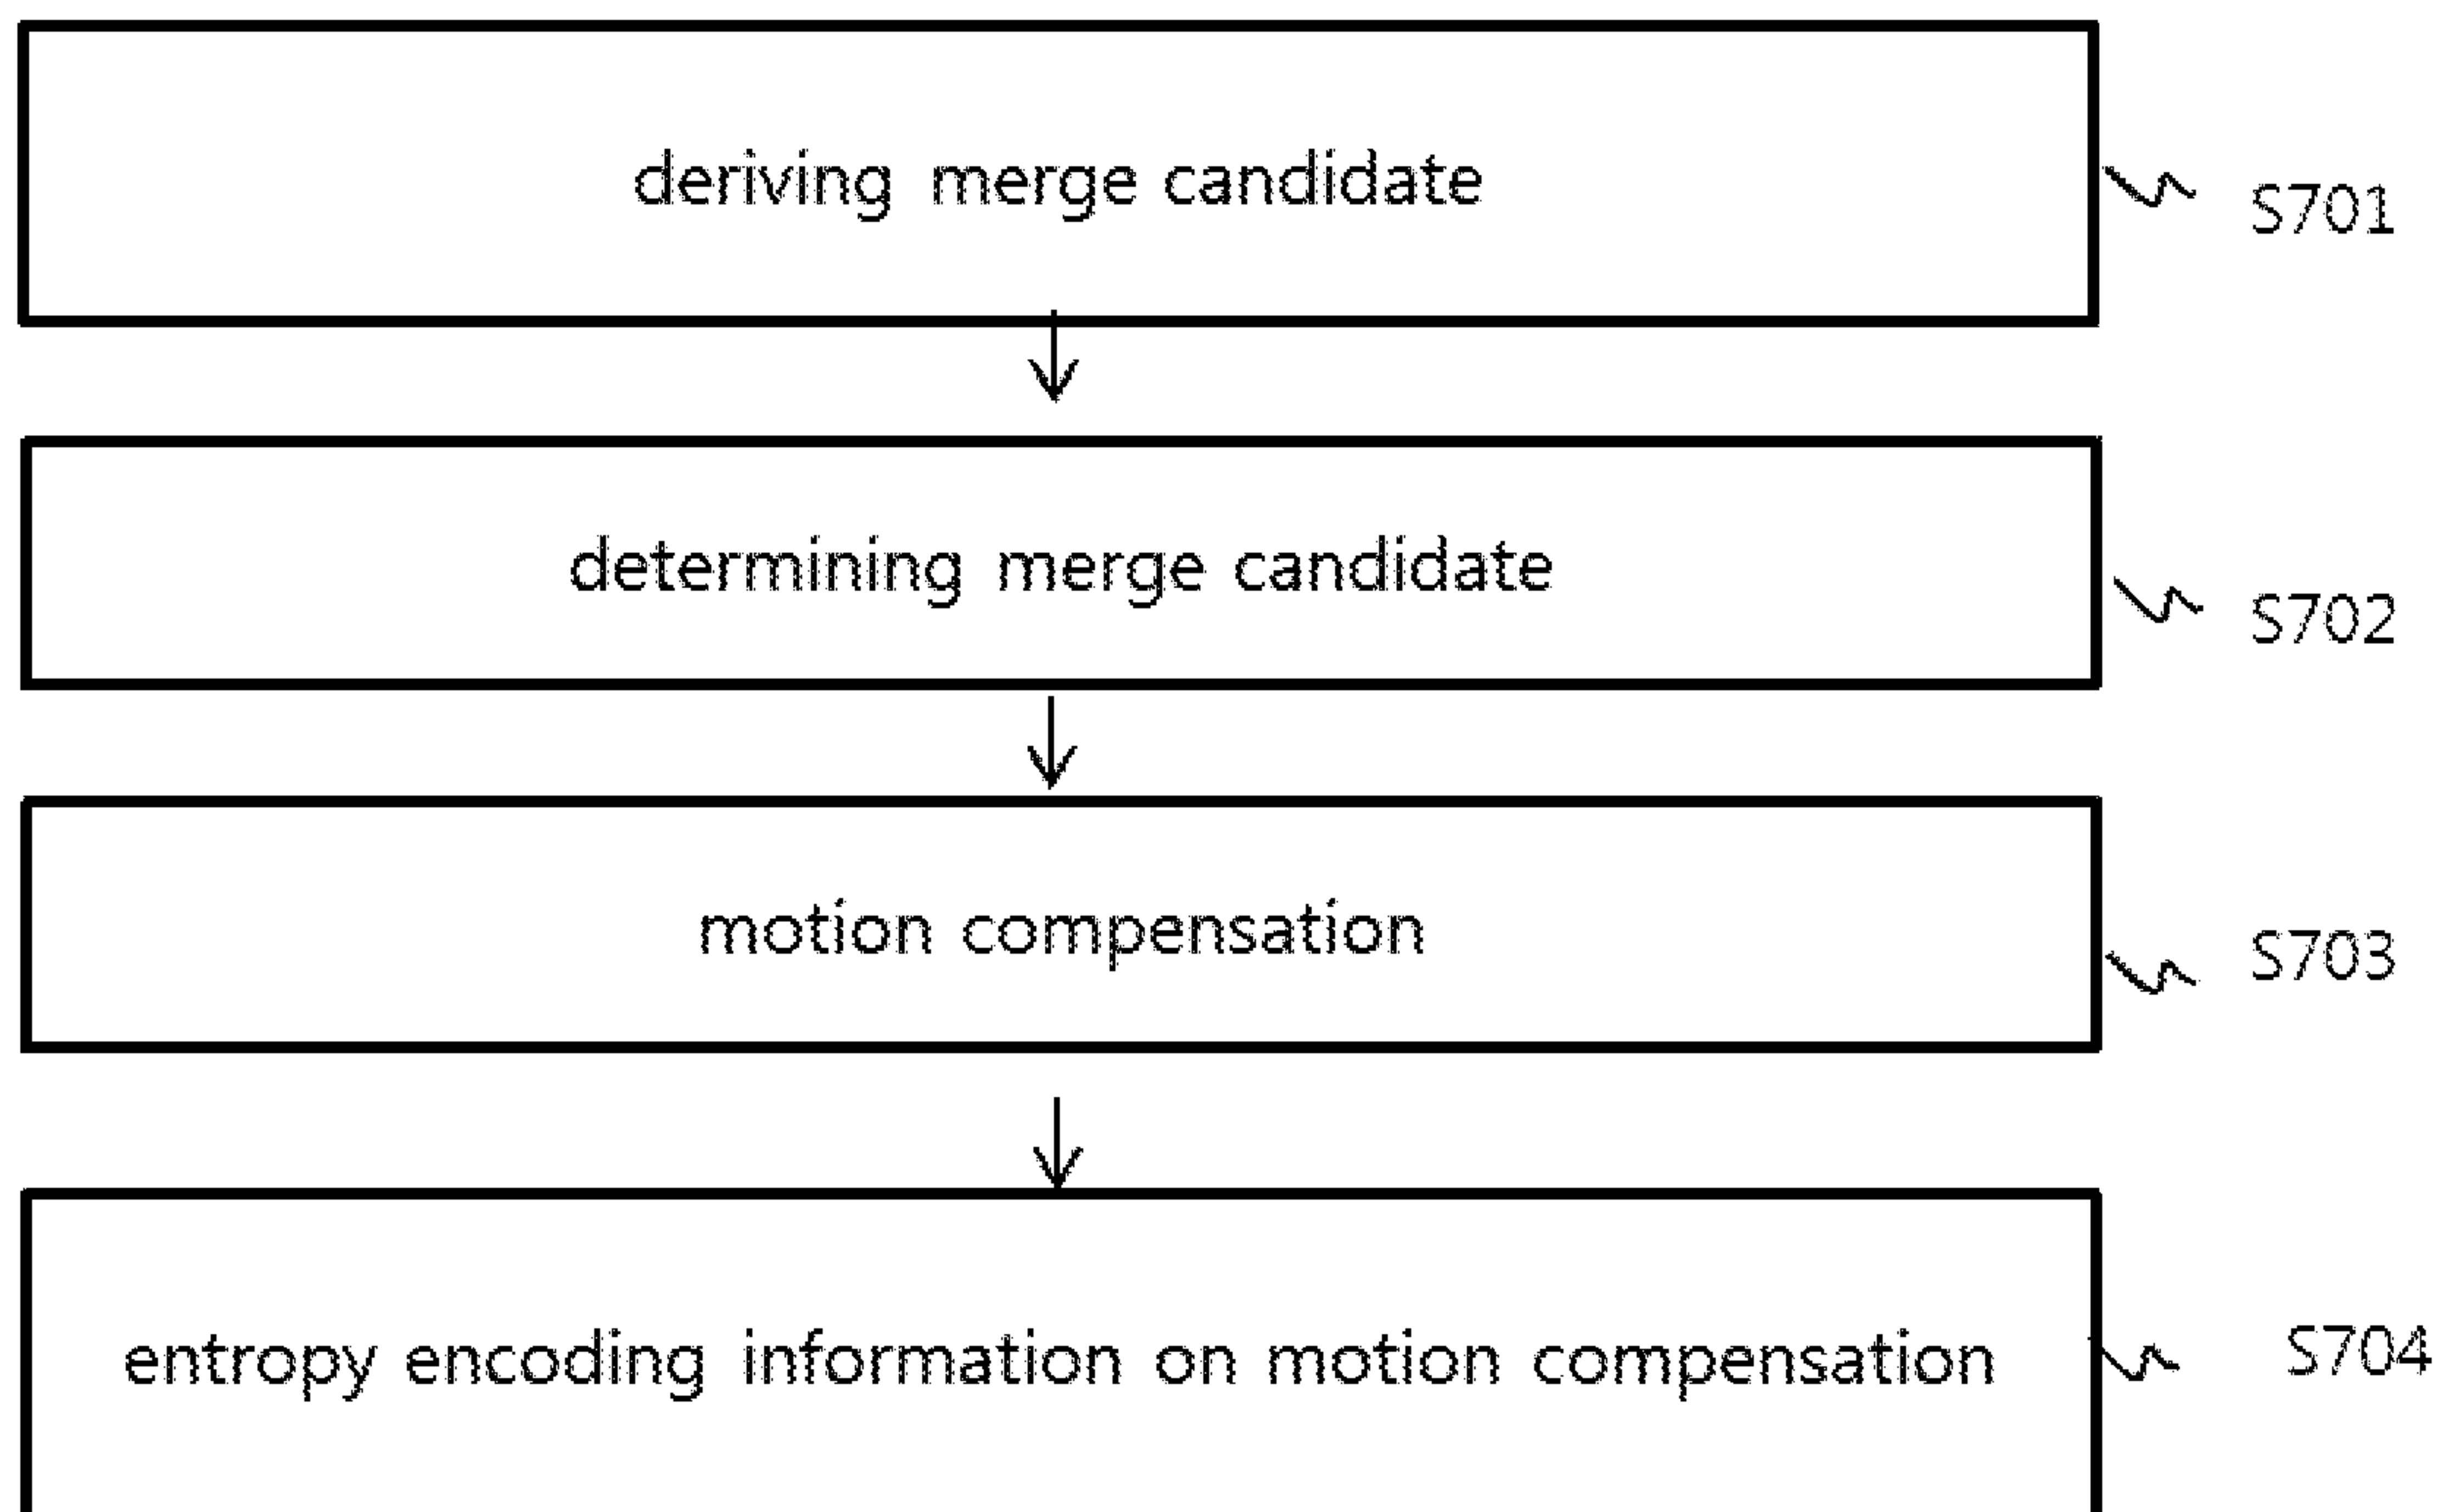 deriving merge candidate
S701
determining merge candidate
S702
motion compensation
S703
entropy encoding information on motion compensation
S704